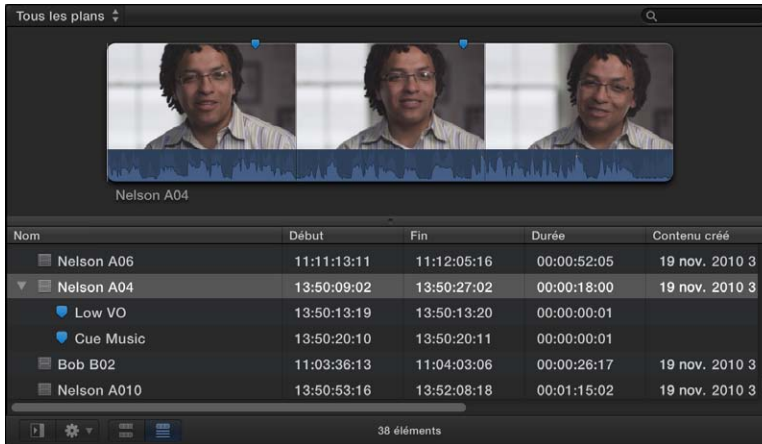 Tous les plans
Nelson A04
Nom Début Fin Durée Contenu créé
Nelson A06 11:11:13:11 11:12:05:16 00:00:52:05 19 nov. 2010 3
Nelson A04 13:50:09:02 13:50:27:02 00:00:18:00 19 nov. 2010 3
Low VO 13:50:13:19 13:50:13:20 00:00:00:01
Cue Music 13:50:20:10 13:50:20:11 00:00:00:01
Bob B02 11:03:36:13 11:04:03:06 00:00:26:17 19 nov. 2010 3
Nelson A010 13:50:53:16 13:52:08:18 00:01:15:02 19 nov. 2010 3
38 éléments